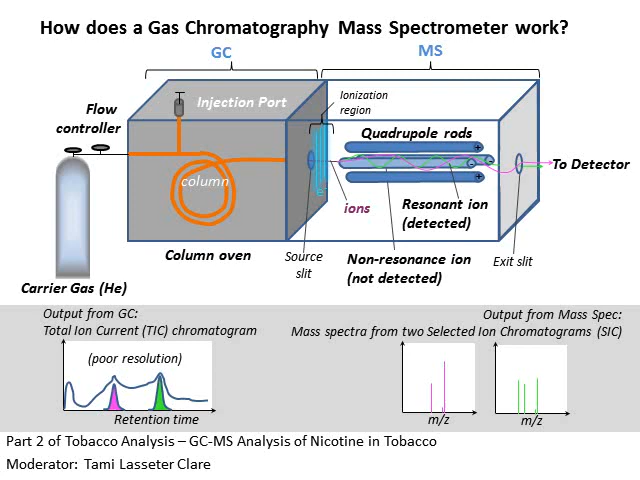 How does a Gas Chromatography Mass Spectrometer work?
GC
MS
Injection Port
Ionization
region
Flow
controller
Quadrupole rods
+
-
-
+
To Detector
column
ions
Resonant ion
(detected)
Column oven
Source
slit
Non-resonance ion
(not detected)
Exit slit
Carrier Gas (He)
Output from GC:
Total Ion Current (TIC) chromatogram
Output from Mass Spec:
Mass spectra from two Selected Ion Chromatograms (SIC)
(poor resolution)
Retention time
m/z
m/z
Part 2 of Tobacco Analysis – GC-MS Analysis of Nicotine in Tobacco
Moderator: Tami Lasseter Clare